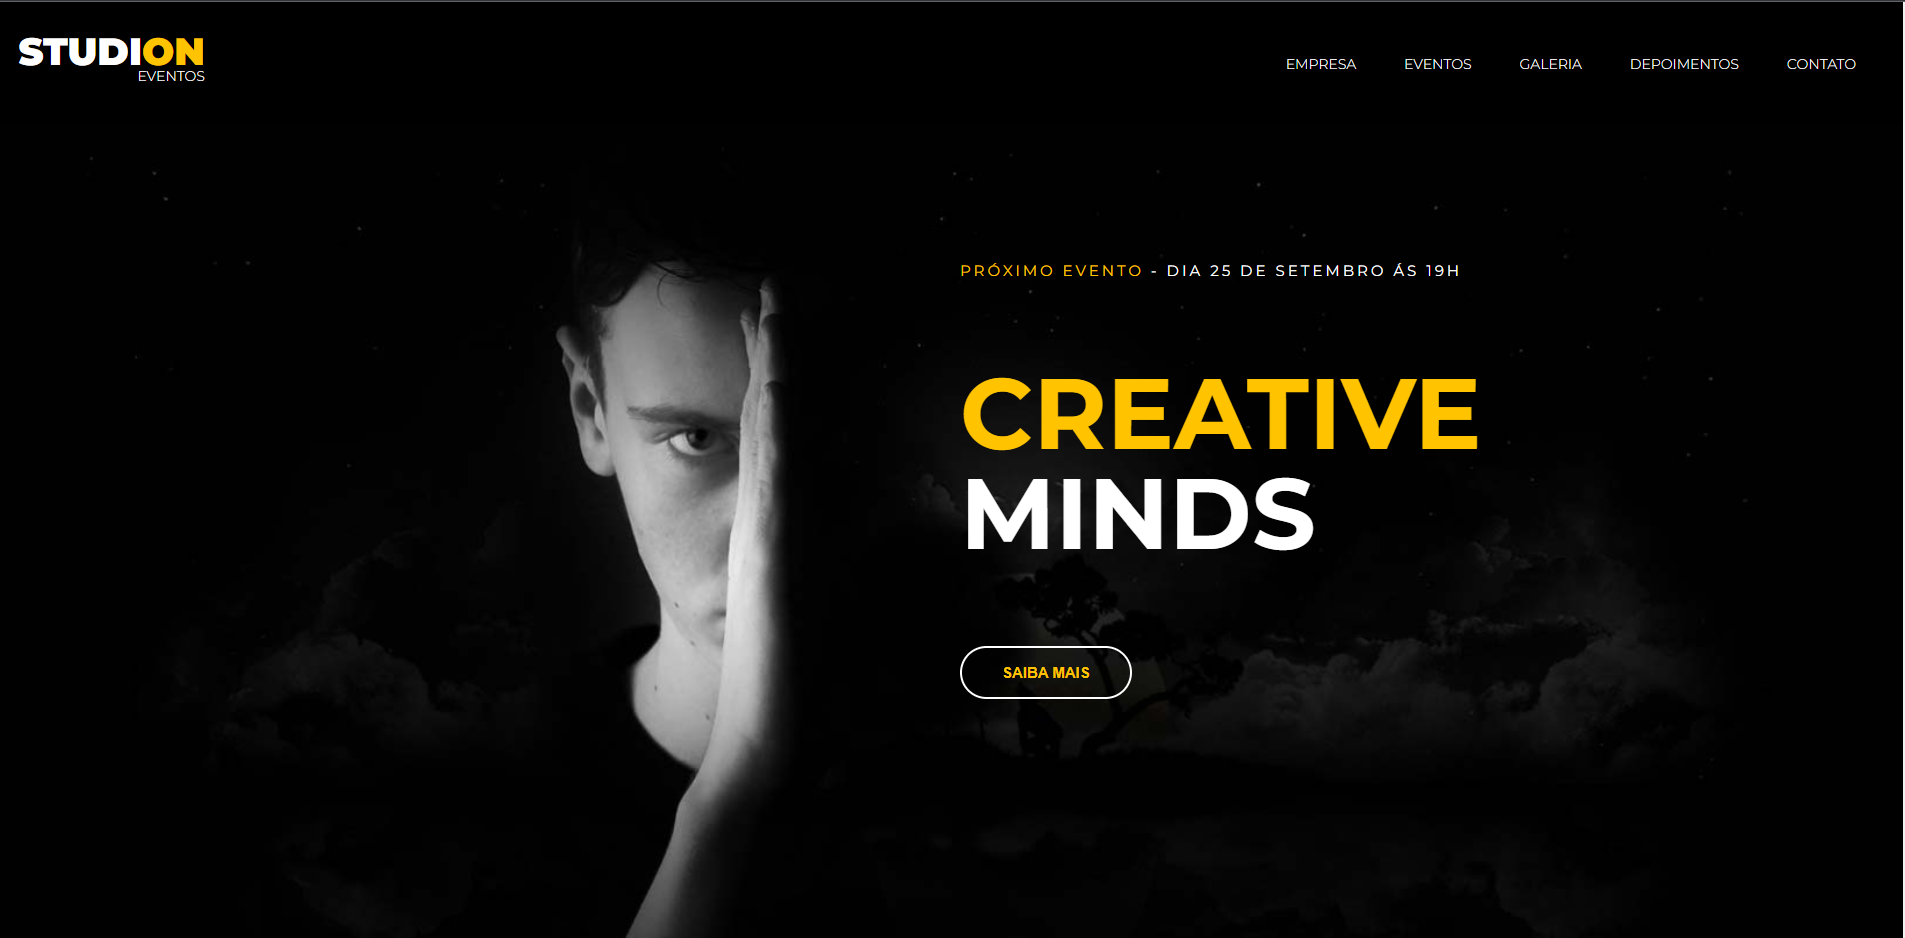 STUDION
EVENTOS
EMPRESA EVENTOS GALERIA DEPOIMENTOS CONTATO
PRÓXIMO EVENTO - DIA 25 DE SETEMBRO ÁS 19H
CREATIVE
MINDS
SAIBA MAIS